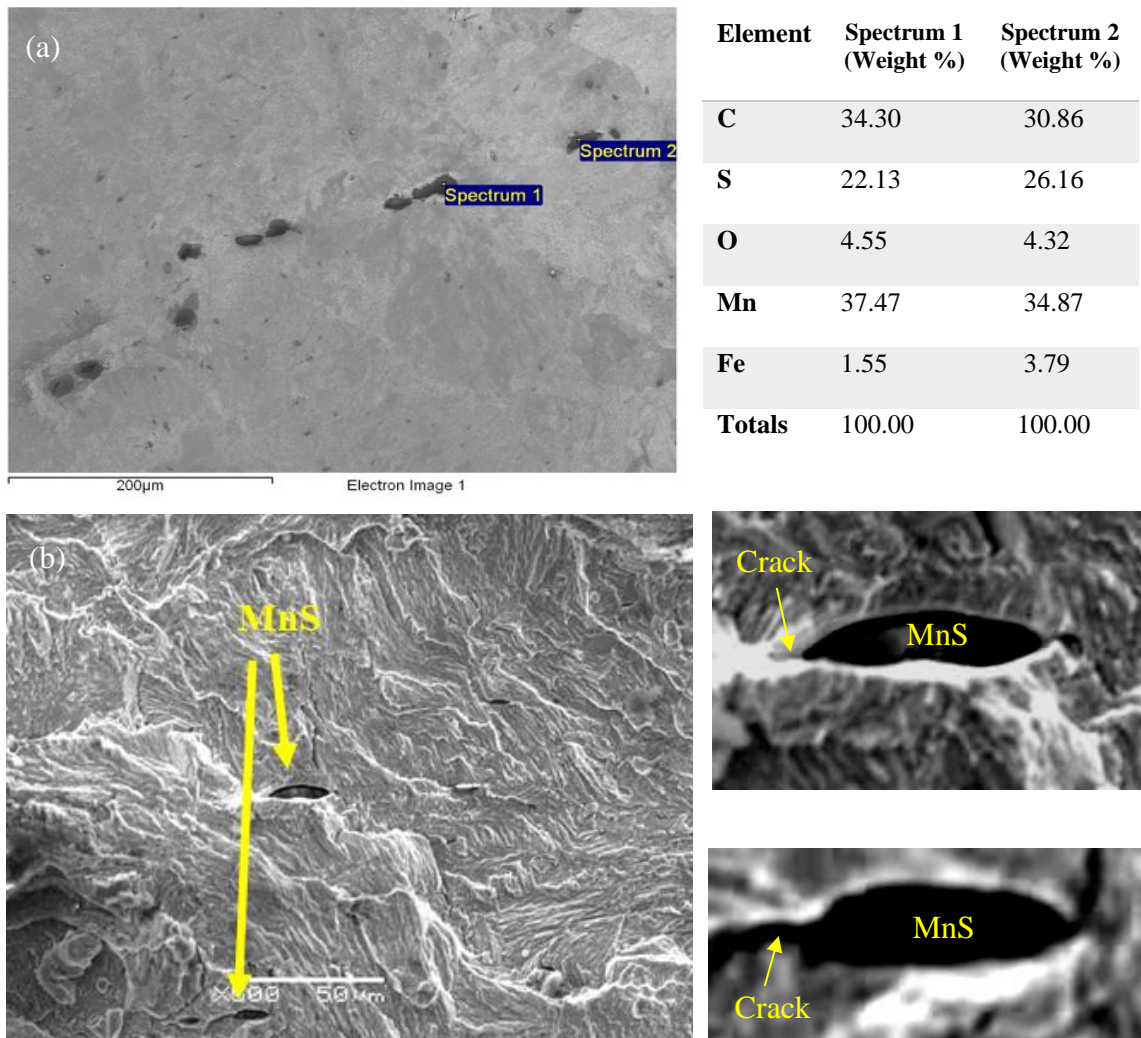 (a)
Spectrum 2
Spectrum 1
200µm Electron Image 1
Element Spectrum 1 Spectrum 2
(Weight %) (Weight %)
C 34.30 30.86
S 22.13 26.16
O 4.55 4.32
Mn 37.47 34.87
Fe 1.55 3.79
Totals 100.00 100.00
(b)
MnS
50µm
Crack
MnS
MnS
Crack